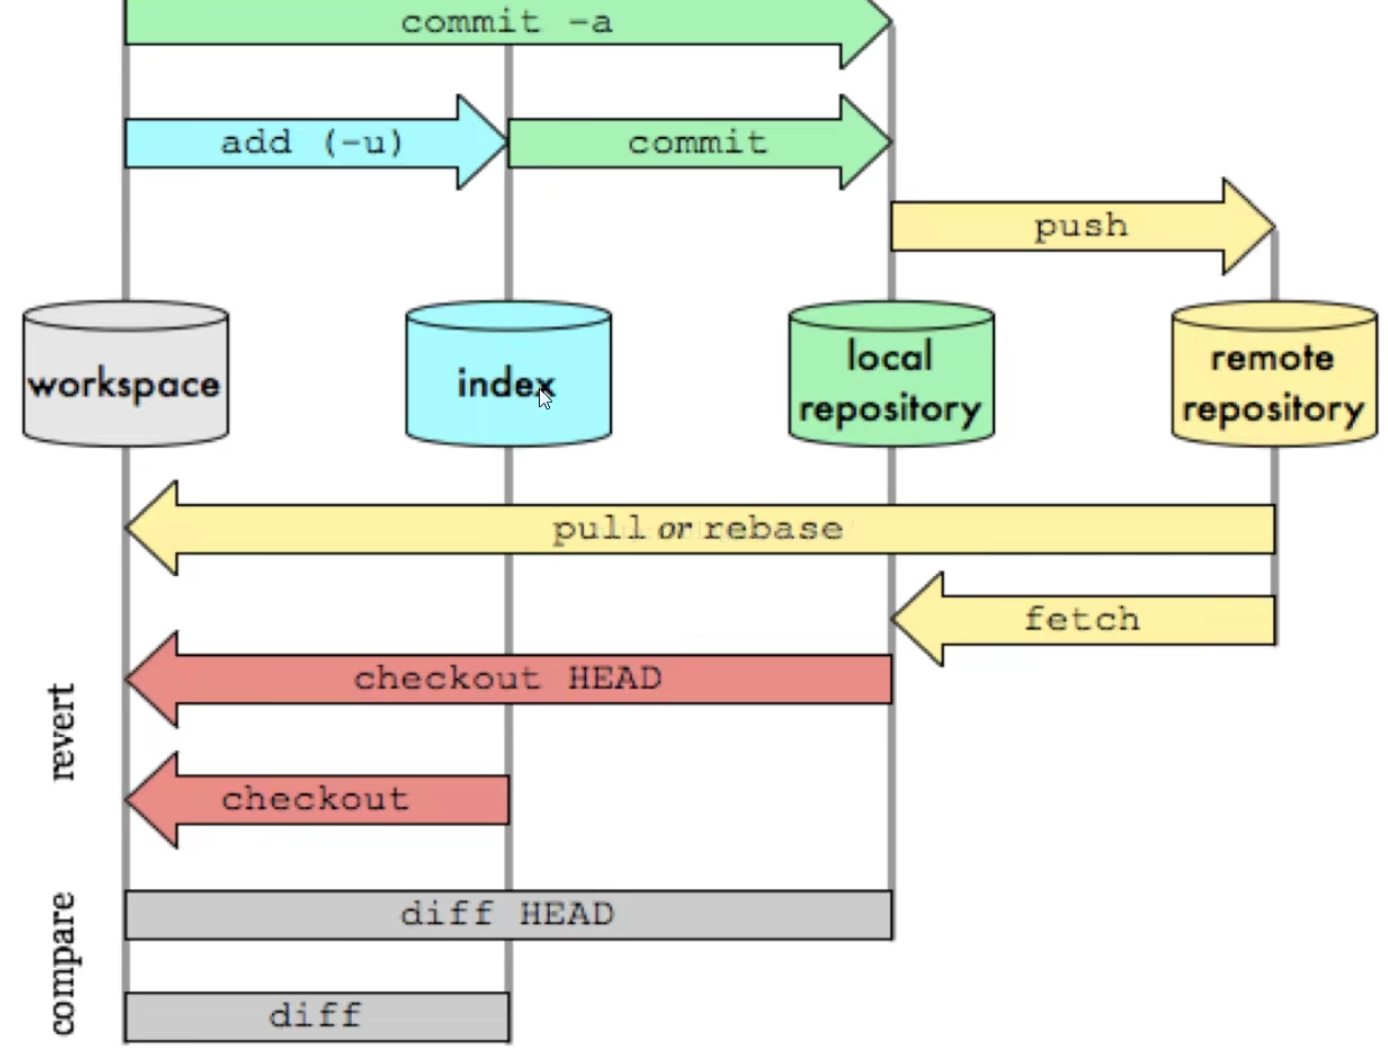 commit -a
add (-u)
commit
push
workspace
index
local
repository
remote
repository
pull or rebase
fetch
revert
checkout HEAD
checkout
compare
diff HEAD
diff